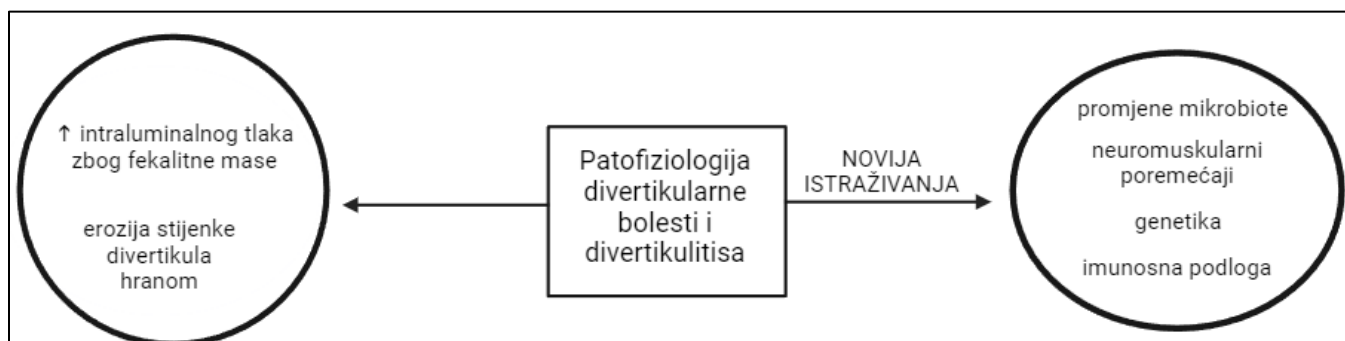 ↑ intraluminalnog tlaka
zbog fekalitne mase
erozija stijenke
divertikula
hranom
Patofiziologija
divertikularne
bolesti i
divertikulitisa
NOVIJA
ISTRAŽIVANJA
promjene mikrobiote
neuromuskularni
poremećaji
genetika
imunosna podloga